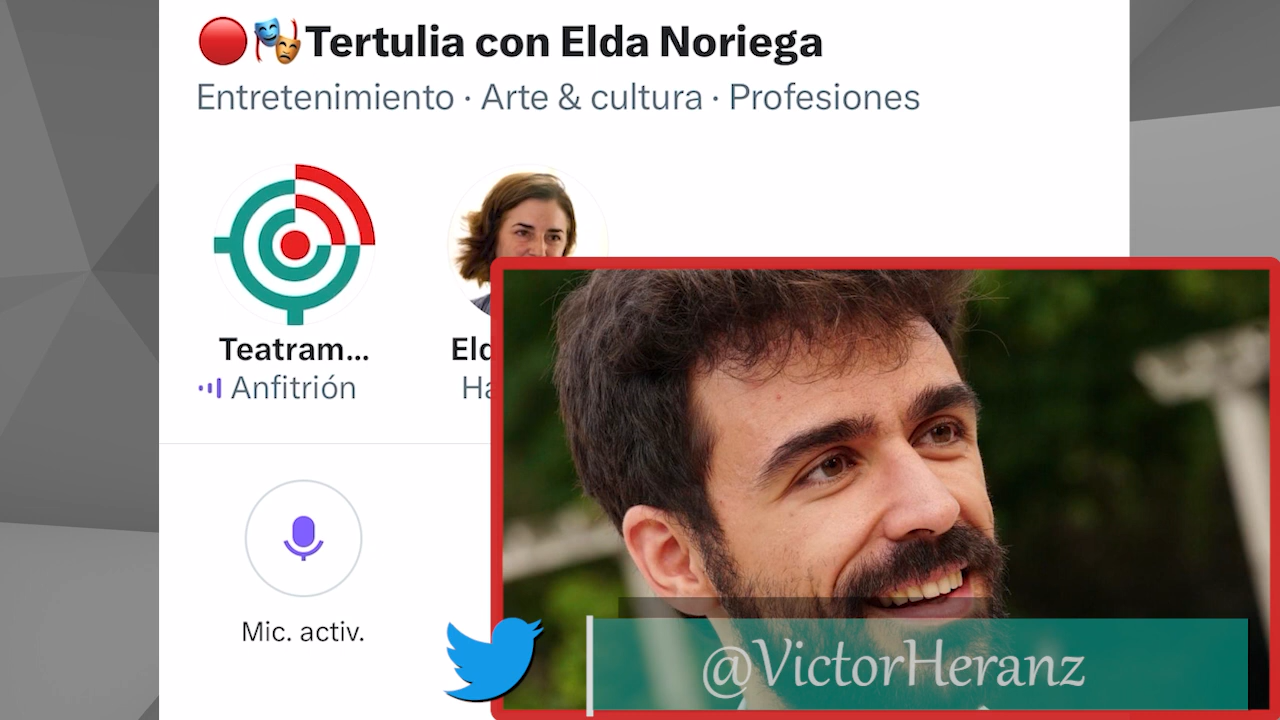 Tertulia con Elda Noriega
Entretenimiento · Arte & cultura · Profesiones
Teatram...
Anfitrión
Mic. activ.
@VictorHeranz